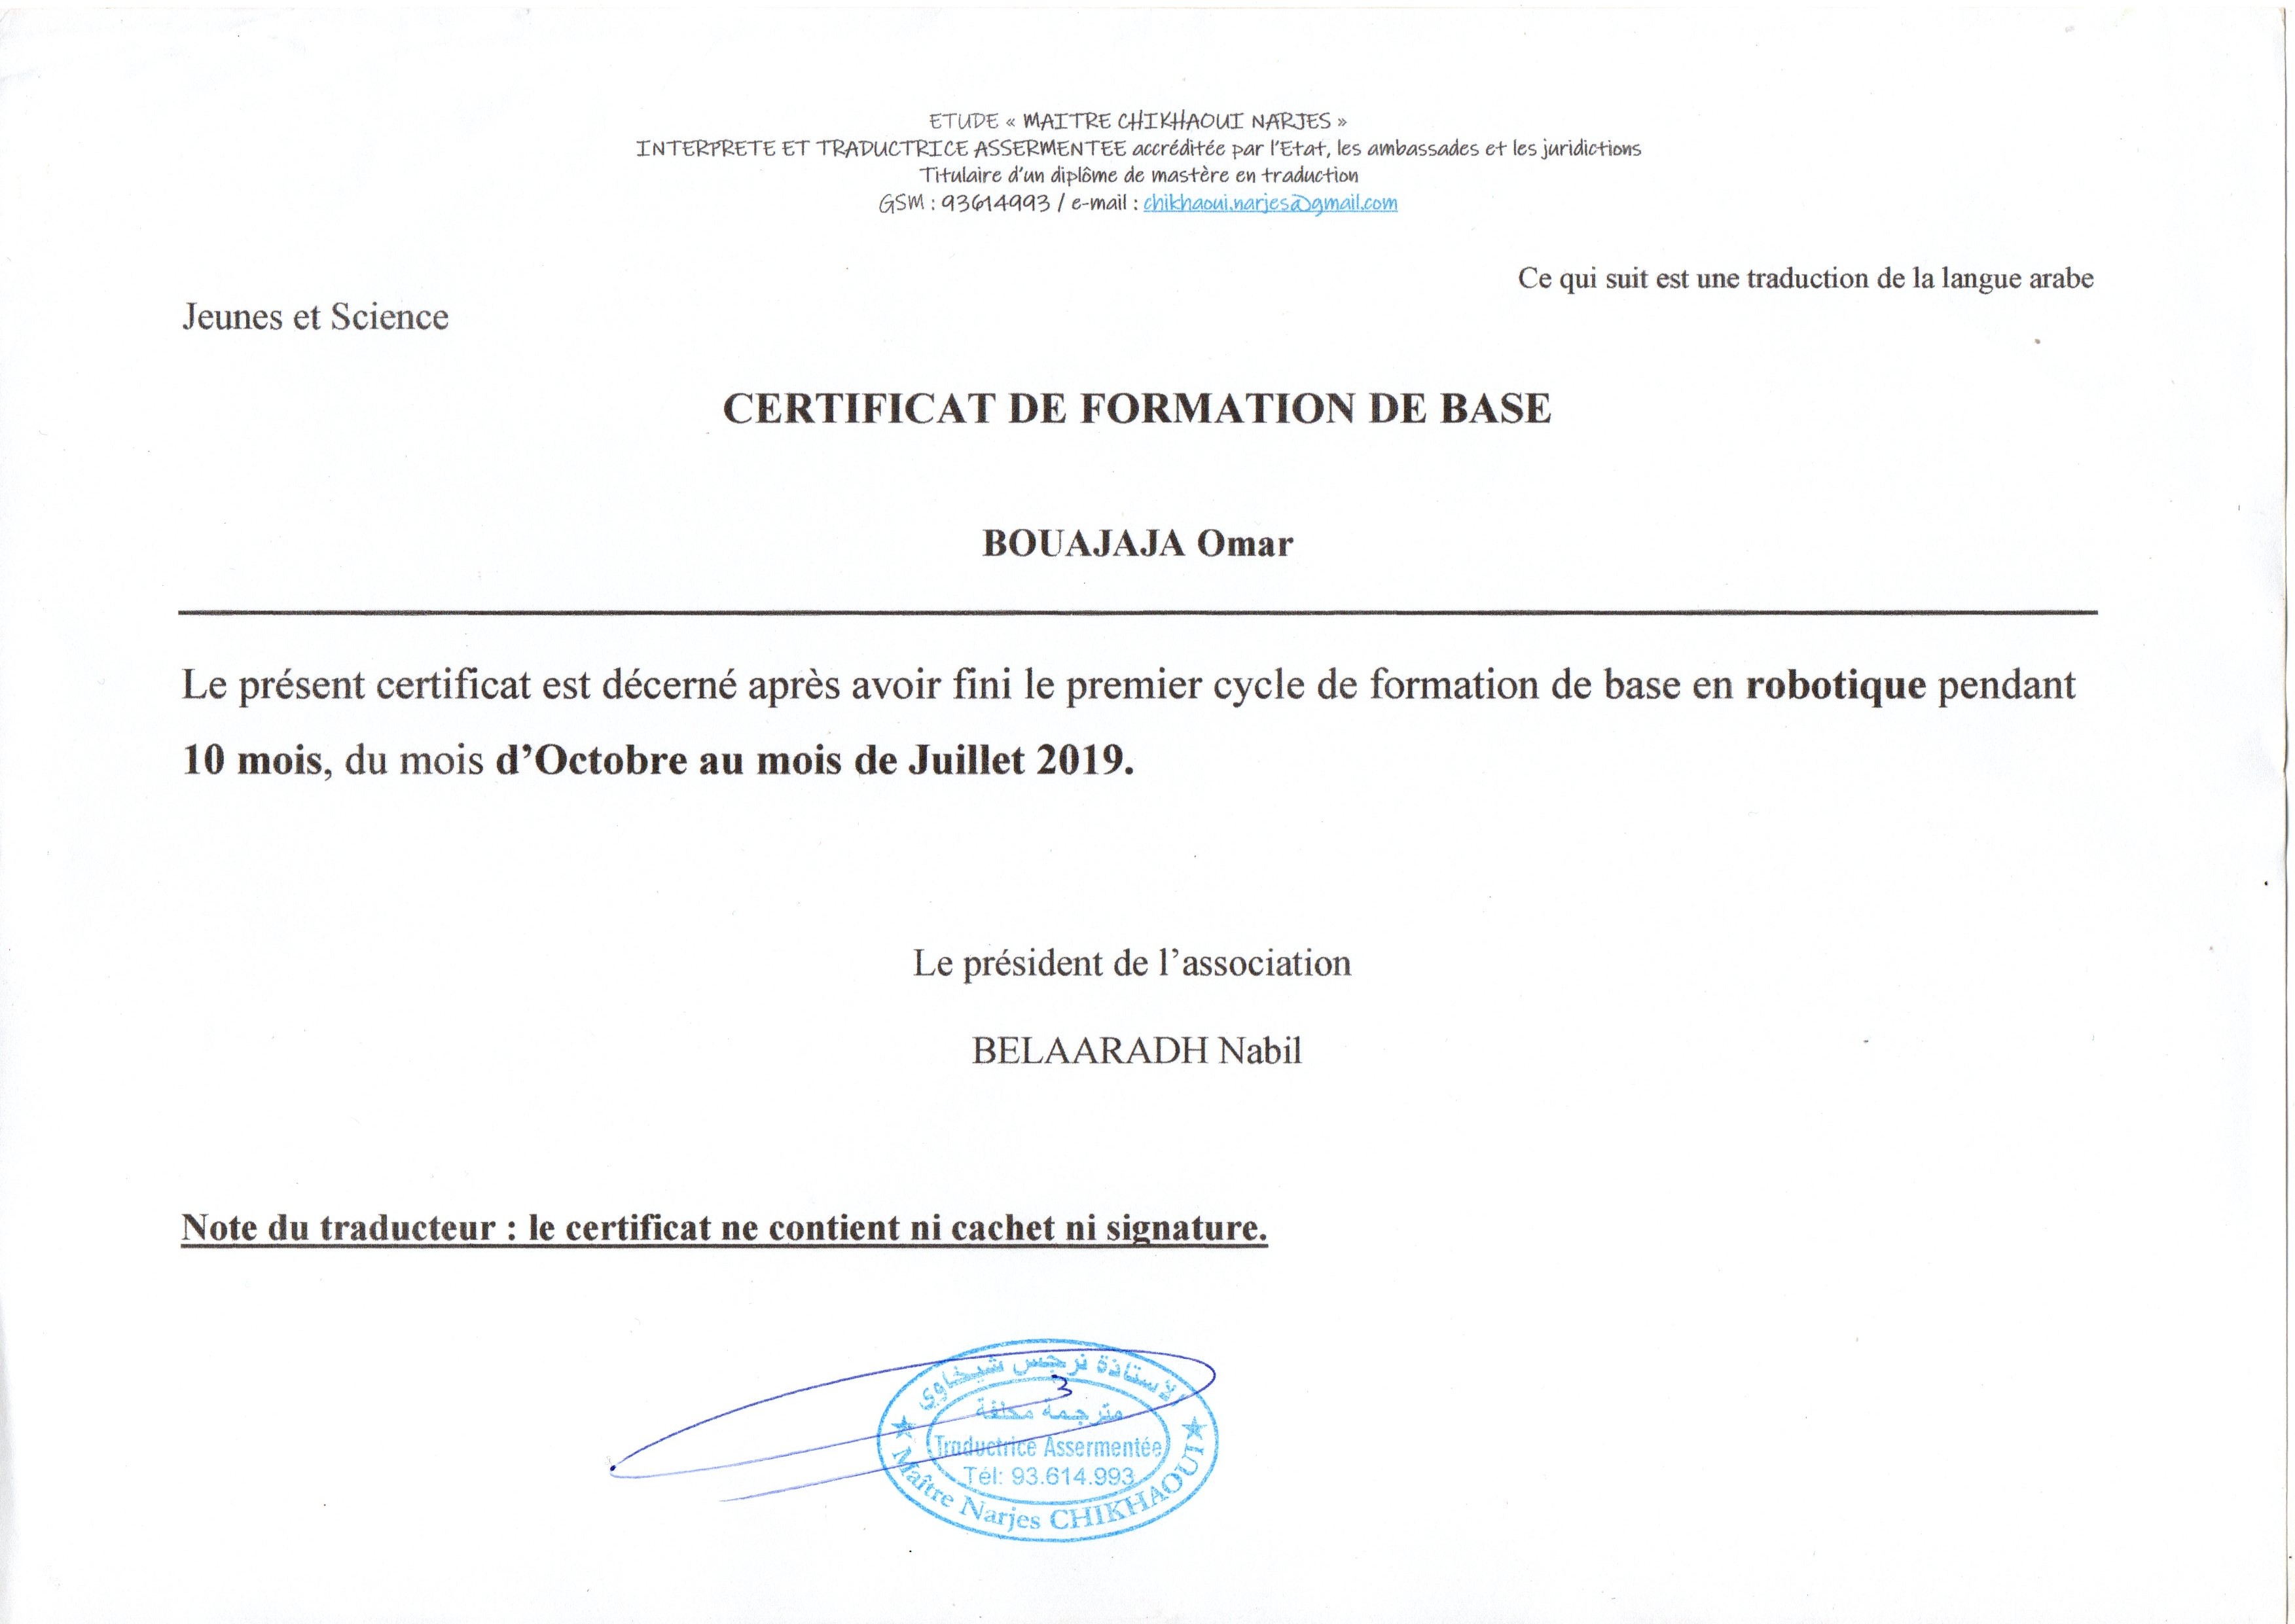 ETUDE « MAITRE CHIKHAOUI NARJES »
INTERPRETE ET TRADUCTRICE ASSERMENTEE accréditée par l'Etat, les ambassades et les juridictions
Titulaire d'un diplôme de mastère en traduction
GSM : 93614993 / e-mail : chikhaoui.narjes@gmail.com
Ce qui suit est une traduction de la langue arabe
Jeunes et Science
CERTIFICAT DE FORMATION DE BASE
BOUAJAJA Omar
Le présent certificat est décerné après avoir fini le premier cycle de formation de base en robotique pendant
10 mois, du mois d'Octobre au mois de Juillet 2019.
Le président de l'association
BELAARADH Nabil
Note du traducteur : le certificat ne contient ni cachet ni signature.
الأستاذة نرجس شيخاوي
مترجمة محلفة
Traductrice Assermentée
Tél: 93.614.993
Maître Narjes CHIKHAOUI